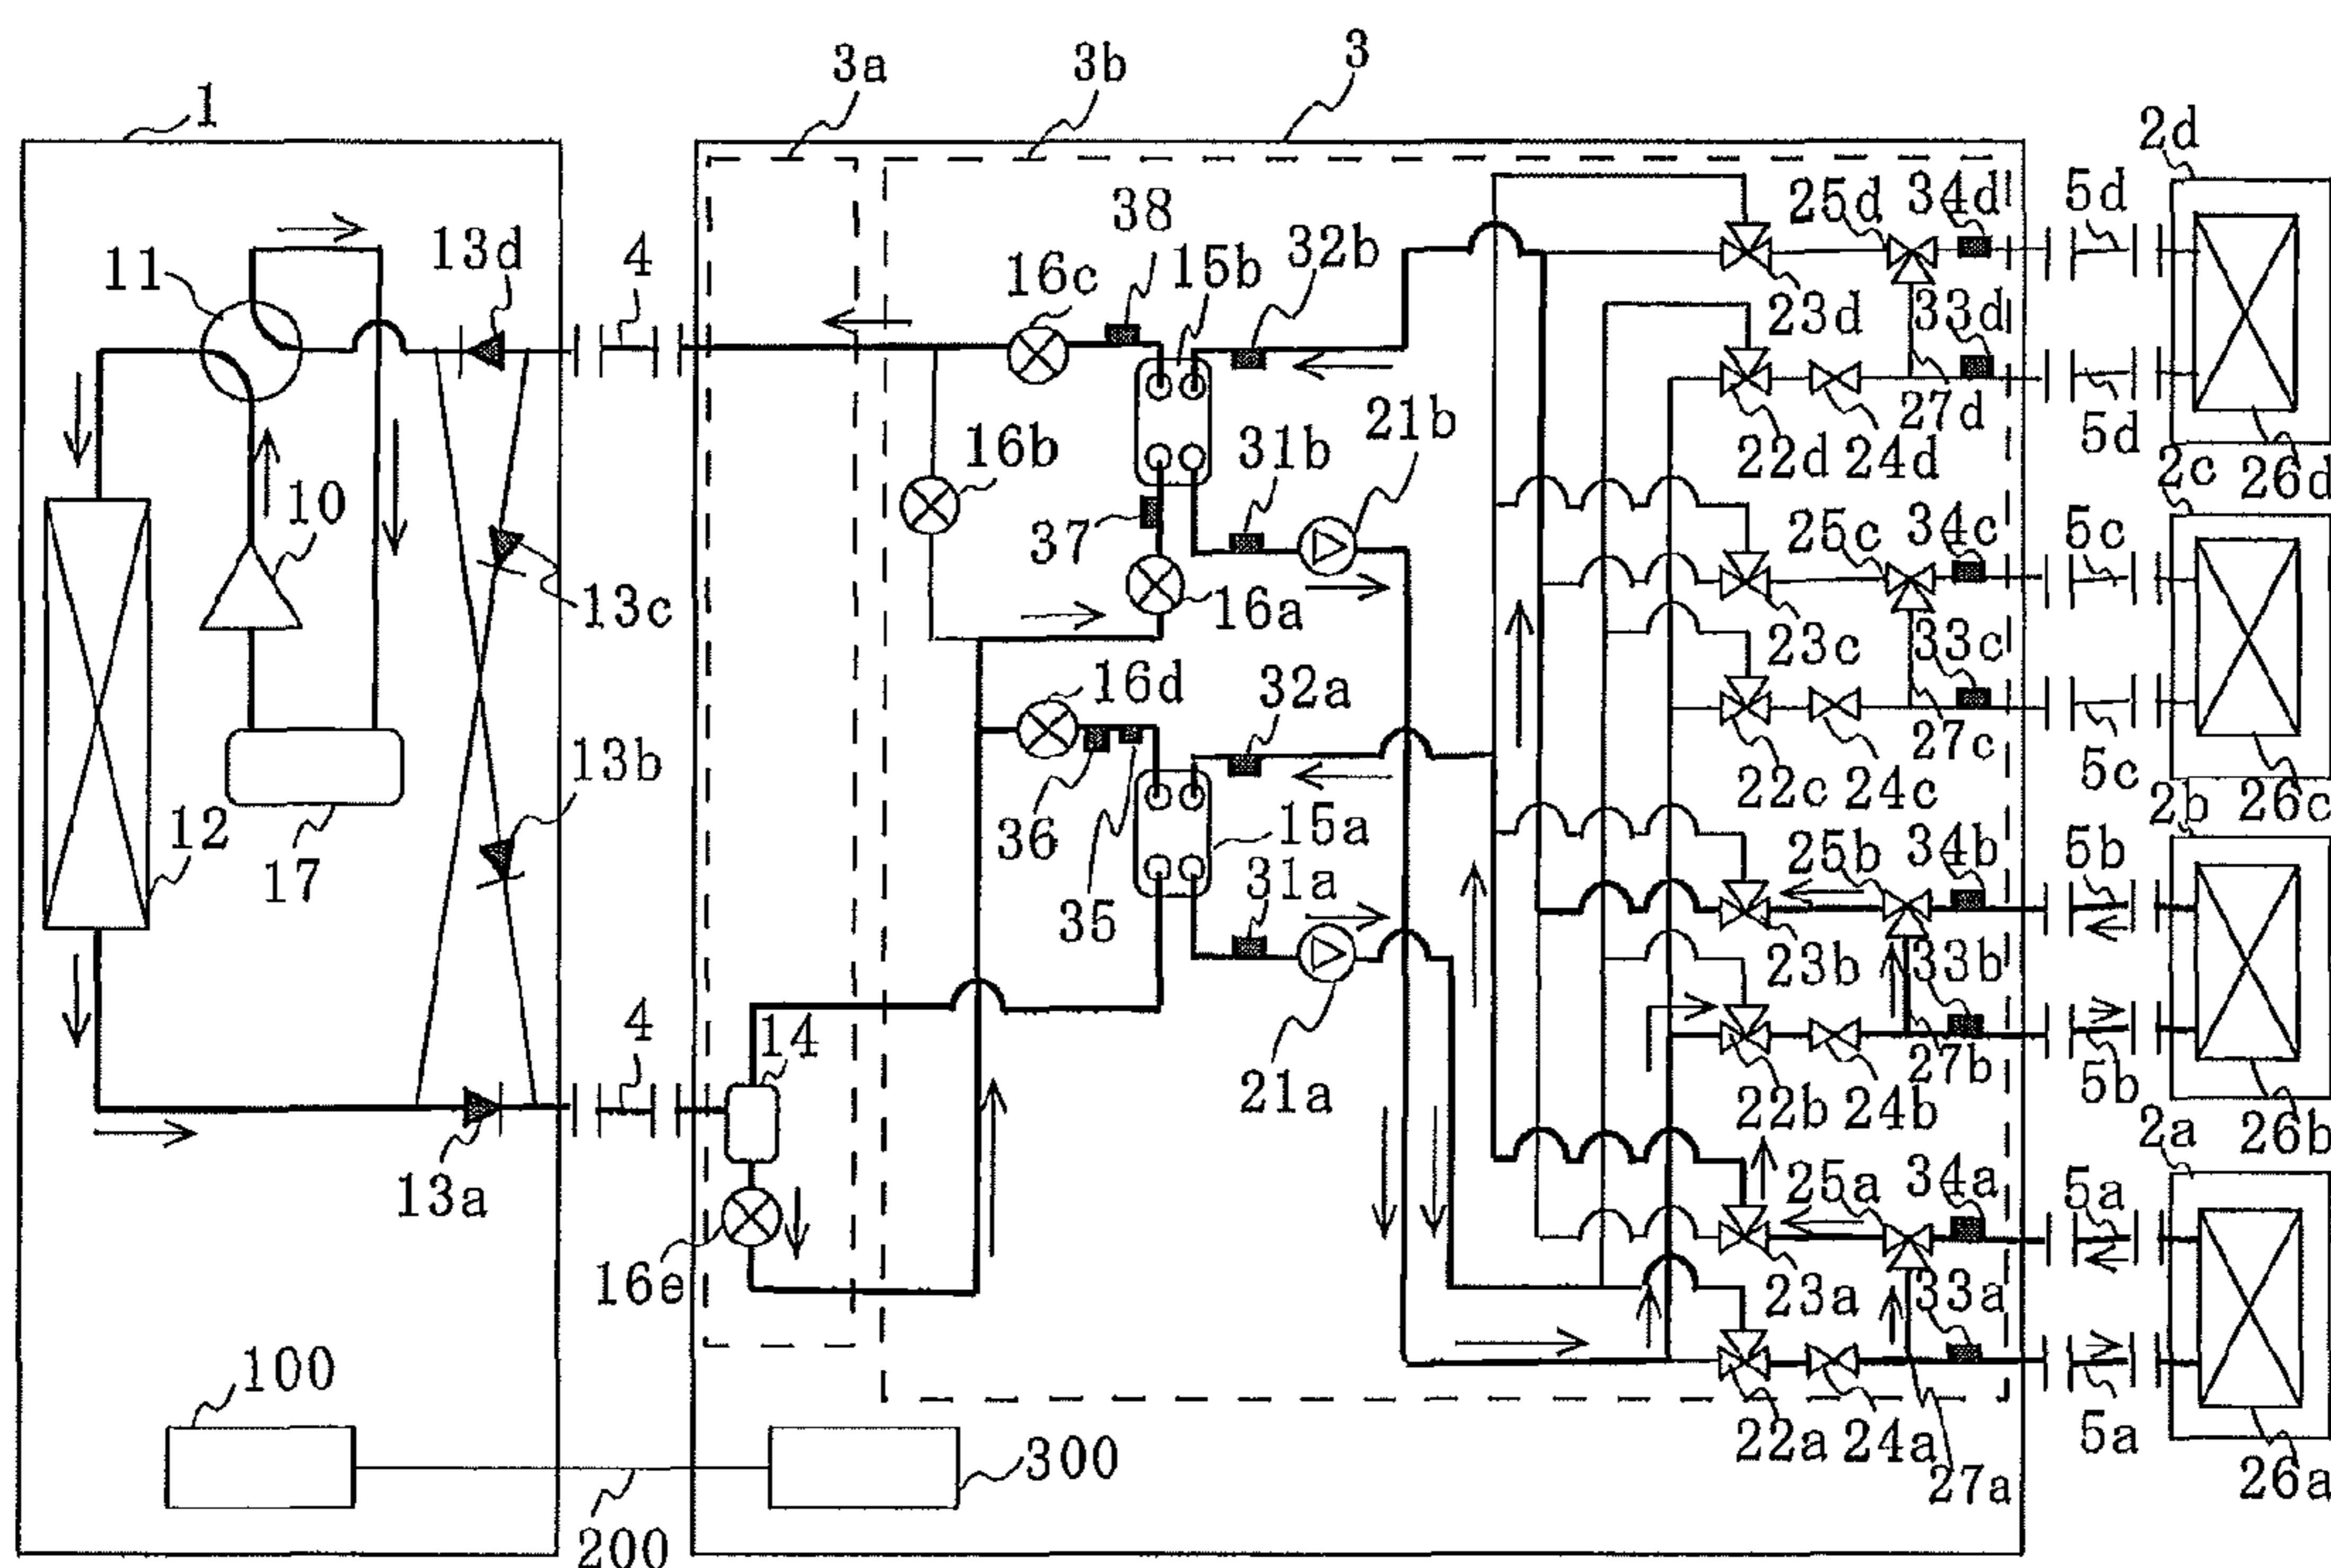 3a 3b 3
1
2d
38 25d 34d 5d
11 13d 4 16c 15b 32b
23d 33d
27d 5d
16b 31b 21b 22d 24d
2c 26d
10 37 25c 34c 5c
13c 16a
23c 33c
16d 32a 27c
13b 22c 24c 5c
2b 26c
12 17 36 15a
35 31a 25b 34b 5b
23b 33b
4 14 27b
21a 22b 24b 5b
2a 26b
13a 25a 34a 5a
16e 23a 33a
100 22a 24a 5a
300 27a 26a
200